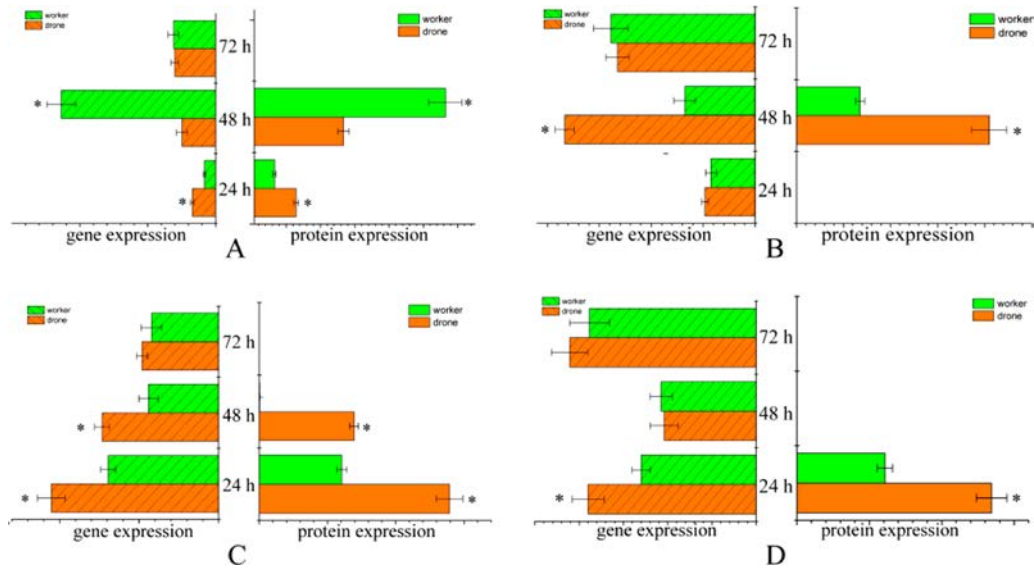 worker
drone
worker
drone
72 h
*
*
48 h
24 h
*
*
gene expression
protein expression
A
worker
drone
worker
drone
72 h
48 h
*
*
24 h
gene expression
protein expression
B
worker
drone
worker
drone
72 h
48 h
*
*
24 h
*
*
gene expression
protein expression
C
worker
drone
worker
drone
72 h
48 h
24 h
*
*
gene expression
protein expression
D